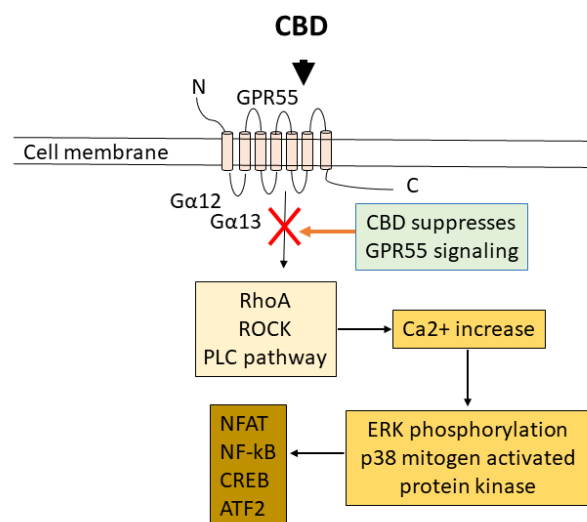 CBD
N
GPR55
Cell membrane
C
Gα12
Gα13
CBD suppresses
GPR55 signaling
RhoA
ROCK
PLC pathway
Ca2+ increase
ERK phosphorylation
p38 mitogen activated
protein kinase
NFAT
NF-kB
CREB
ATF2